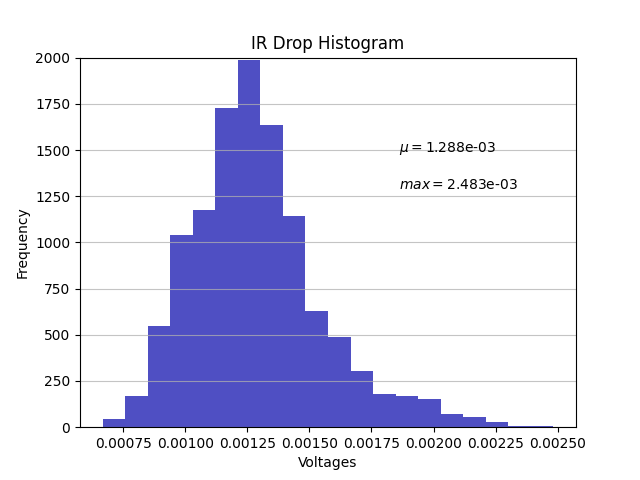 IR Drop Histogram
2000
1750
1500
1250
1000
750
500
250
0
Frequency
μ = 1.288e-03
max = 2.483e-03
0.00075 0.00100 0.00125 0.00150 0.00175 0.00200 0.00225 0.00250
Voltages